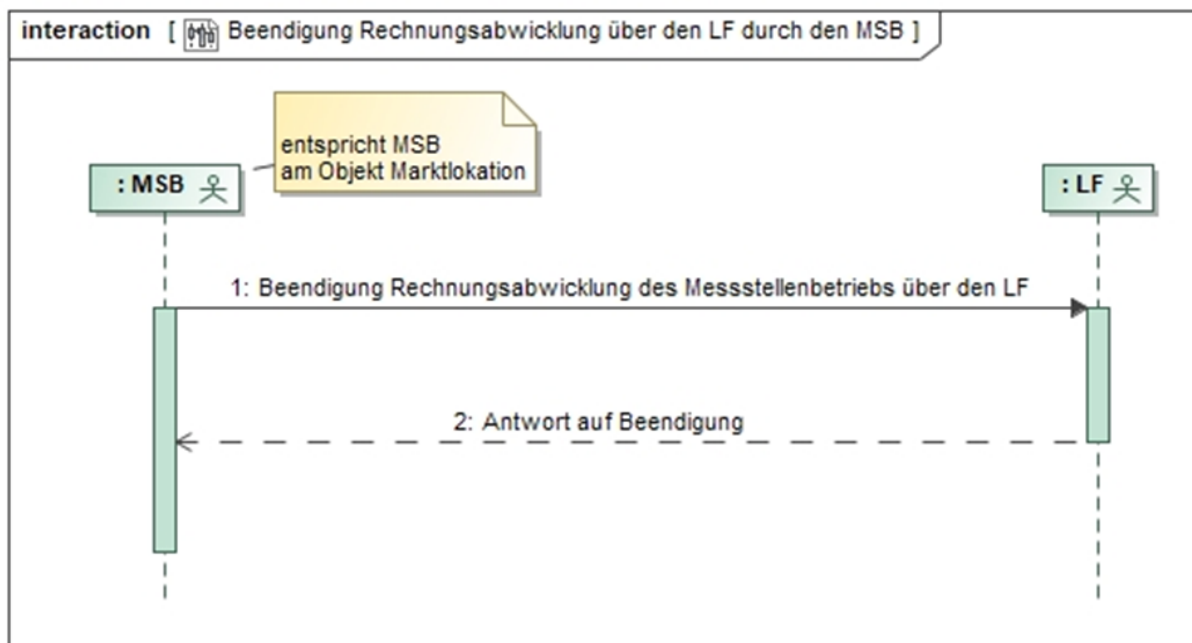 interaction [ Beendigung Rechnungsabwicklung über den LF durch den MSB ]
entspricht MSB
am Objekt Marktlokation
: MSB
: LF
1: Beendigung Rechnungsabwicklung des Messstellenbetriebs über den LF
2: Antwort auf Beendigung